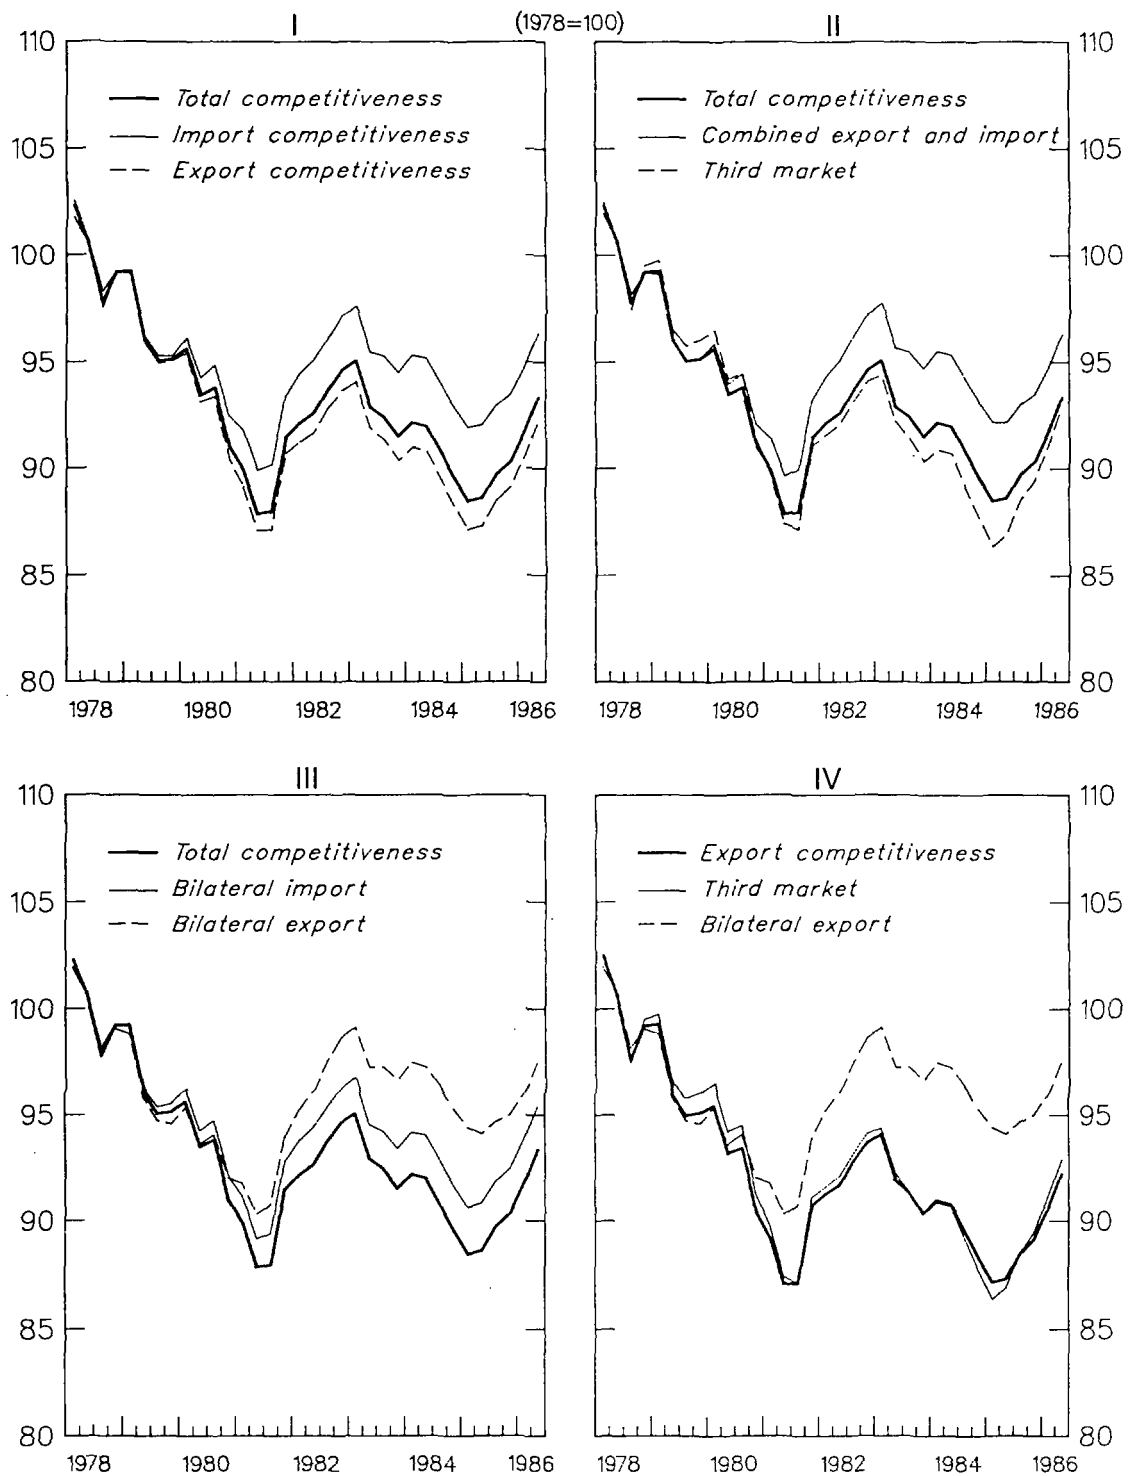 I (1978=100) II
110 110
Total competitiveness
Import competitiveness
Export competitiveness
Total competitiveness
Combined export and import
Third market
105 105
100 100
95 95
90 90
85 85
80 80
1978 1980 1982 1984 1986 1978 1980 1982 1984 1986
III IV
110 110
Total competitiveness
Bilateral import
Bilateral export
Export competitiveness
Third market
Bilateral export
105 105
100 100
95 95
90 90
85 85
80 80
1978 1980 1982 1984 1986 1978 1980 1982 1984 1986